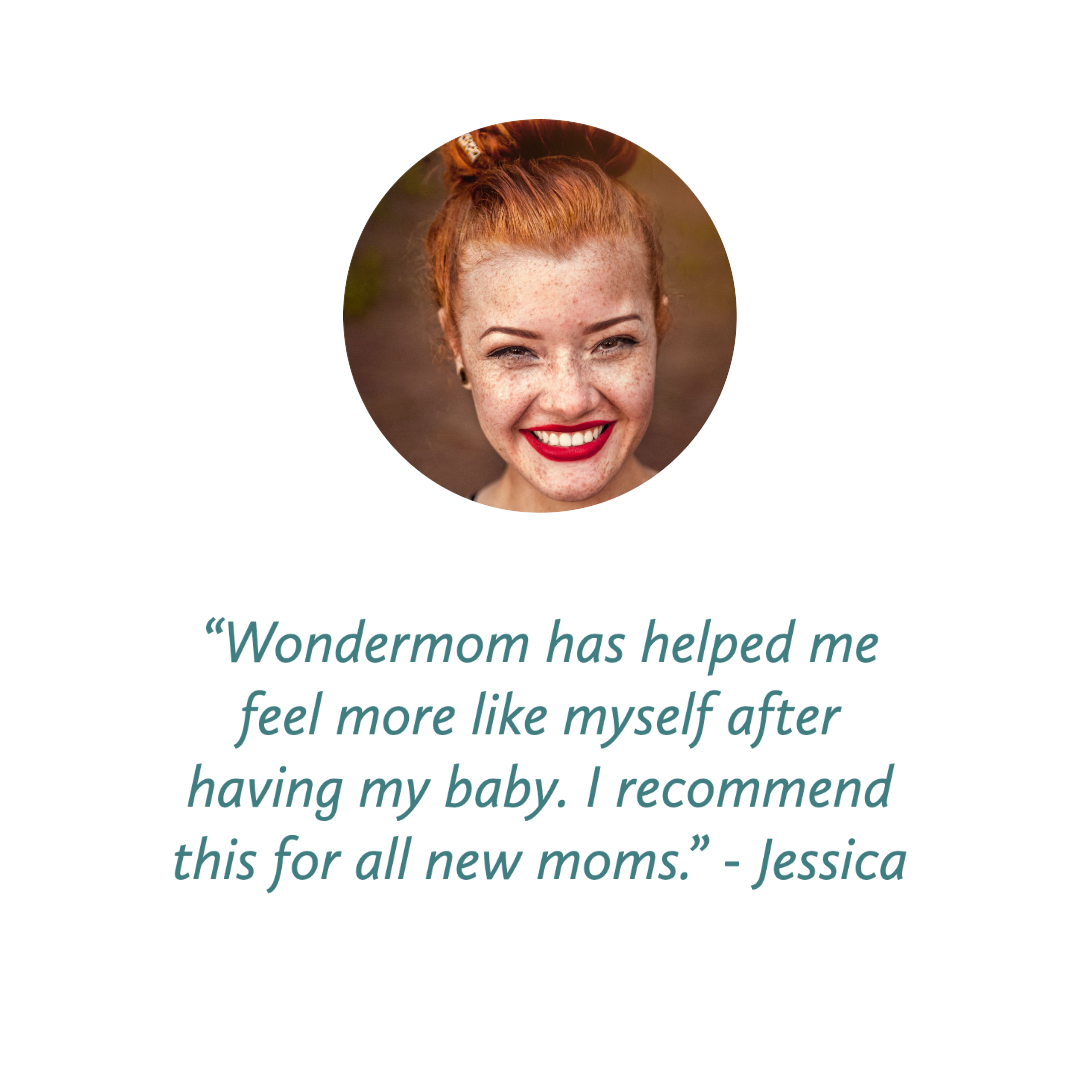 “Wondermom has helped me
feel more like myself after
having my baby. I recommend
this for all new moms.” - Jessica